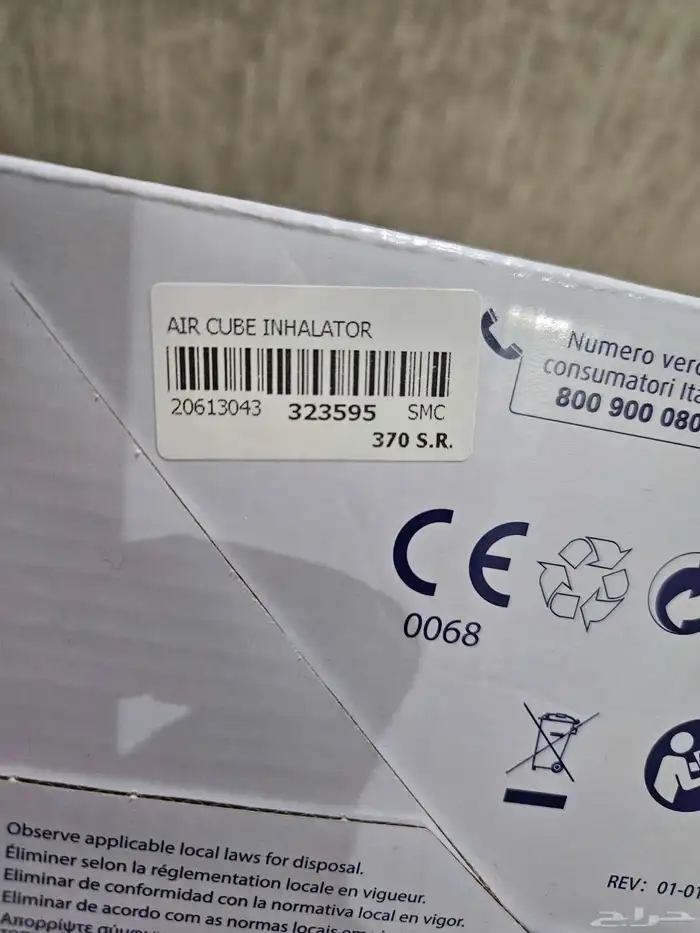 AIR CUBE INHALATOR
20613043 323595 SMC
370 S.R.
Numero
consumatori
800 900 080
CE
0068
Observe applicable local laws for disposal.
Éliminer selon la réglementation locale en vigueur.
Eliminar de conformidad con la normativa local en vigor.
Eliminar de acordo com as normas locais
Απορρίψτε
REV: 01-01
حراج